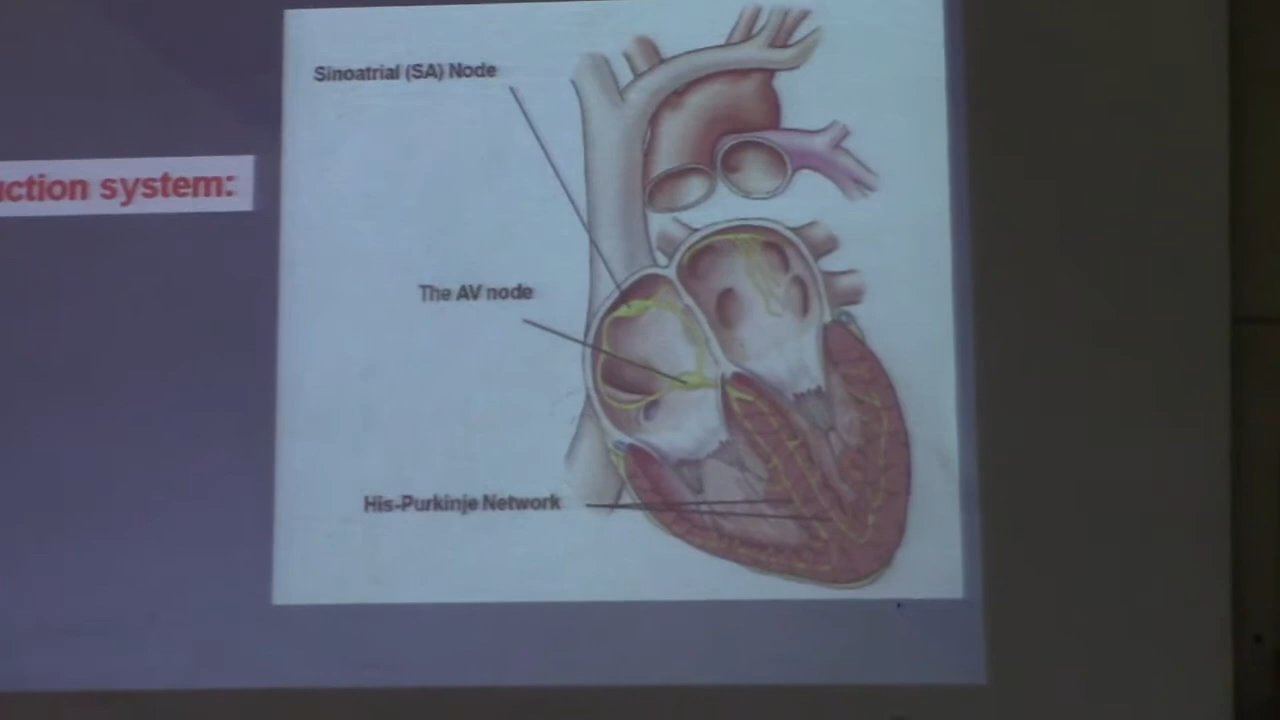 Sinoatrial (SA) Node
uction system:
The AV node
His-Purkinje Network